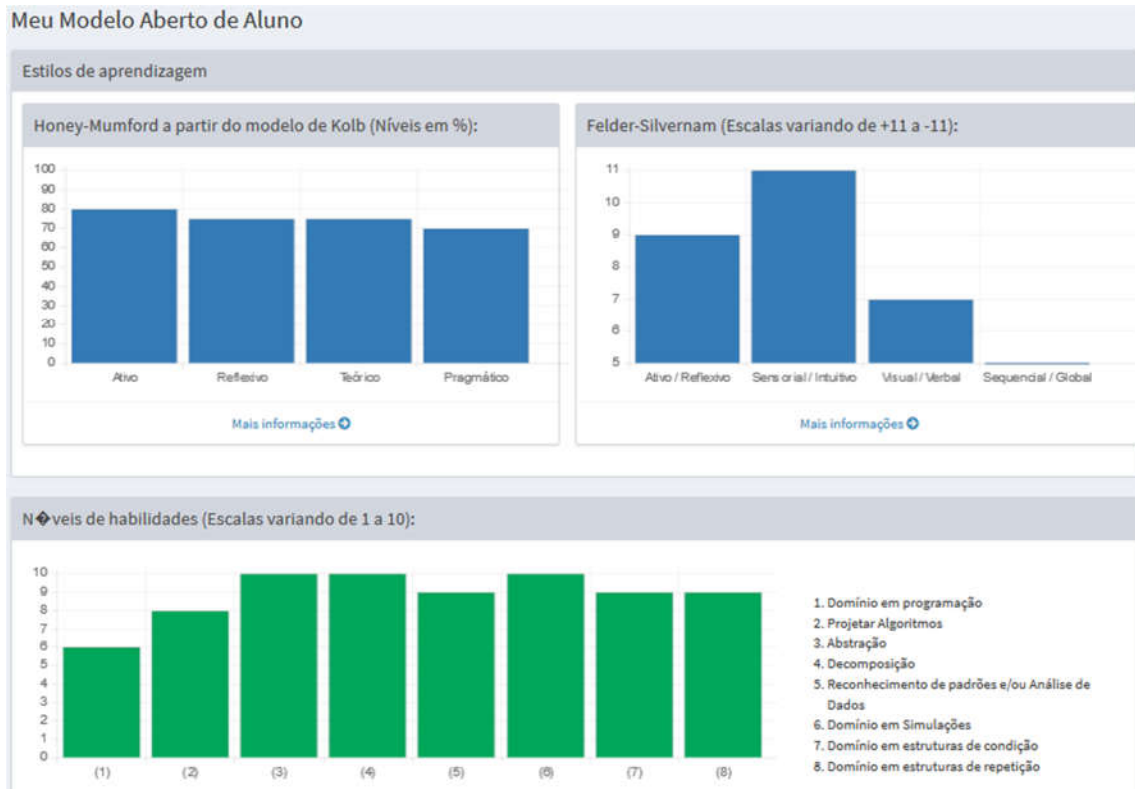 Meu Modelo Aberto de Aluno
Estilos de aprendizagem
Honey-Mumford a partir do modelo de Kolb (Níveis em %):
100
90
80
70
60
50
40
30
20
10
0
Ativo
Reflexivo
Teórico
Pragmático
Mais informações
Felder-Silvernam (Escalas variando de +11 a -11):
11
10
9
8
7
6
5
Ativo / Reflexivo
Sensorial / Intuitivo
Visual / Verbal
Sequencial / Global
Mais informações
N�veis de habilidades (Escalas variando de 1 a 10):
10
9
8
7
6
5
4
3
2
1
0
(1)
(2)
(3)
(4)
(5)
(6)
(7)
(8)
1. Domínio em programação
2. Projetar Algoritmos
3. Abstração
4. Decomposição
5. Reconhecimento de padrões e/ou Análise de
Dados
6. Domínio em Simulações
7. Domínio em estruturas de condição
8. Domínio em estruturas de repetição